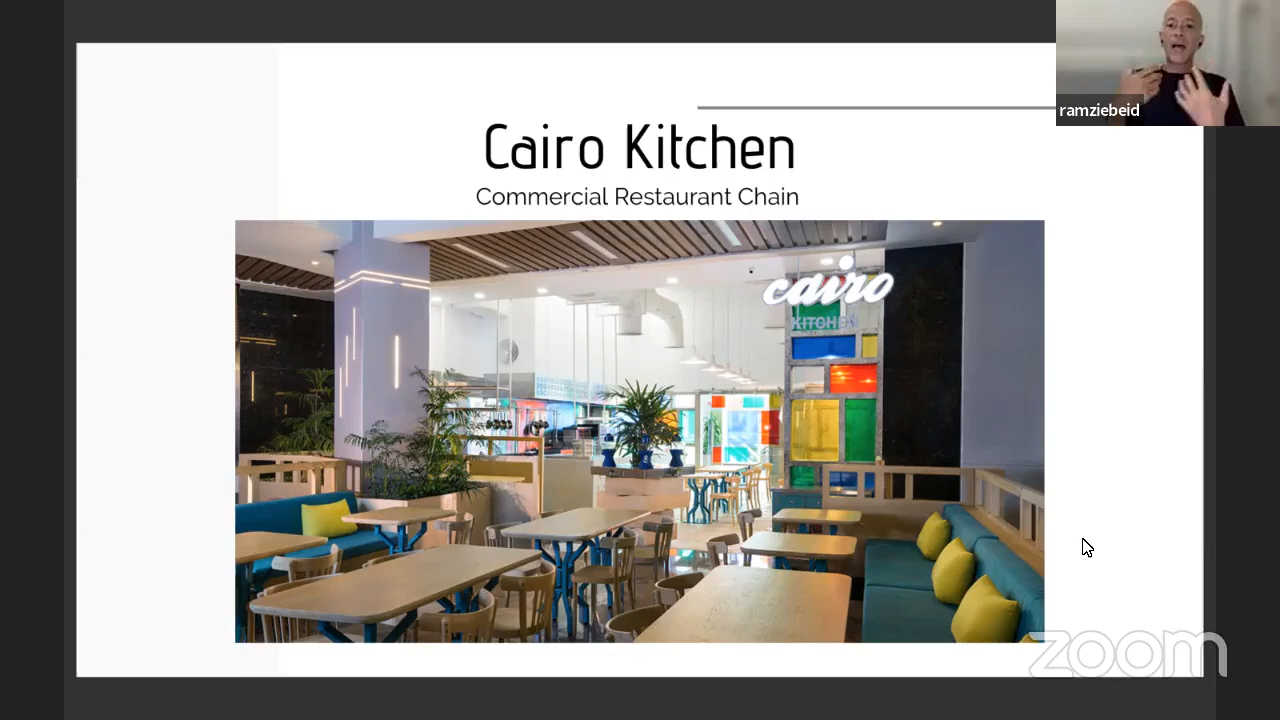 ramziebeid
Cairo Kitchen
Commercial Restaurant Chain
cairo
KITCHEN
zoom